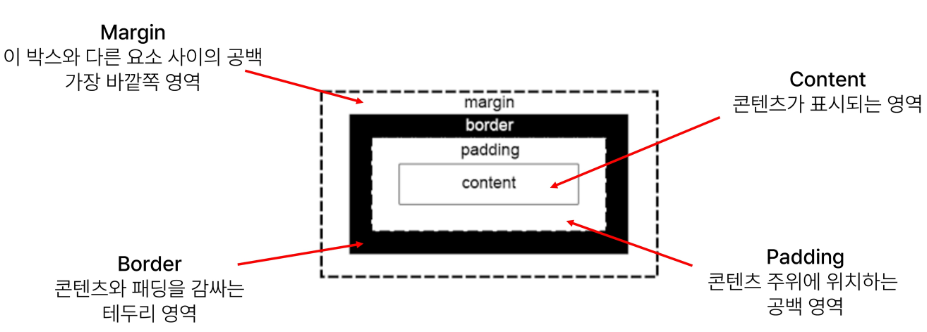 Margin
이 박스와 다른 요소 사이의 공백
가장 바깥쪽 영역
Content
콘텐츠가 표시되는 영역
margin
border
padding
content
Border
콘텐츠와 패딩을 감싸는
테두리 영역
Padding
콘텐츠 주위에 위치하는
공백 영역